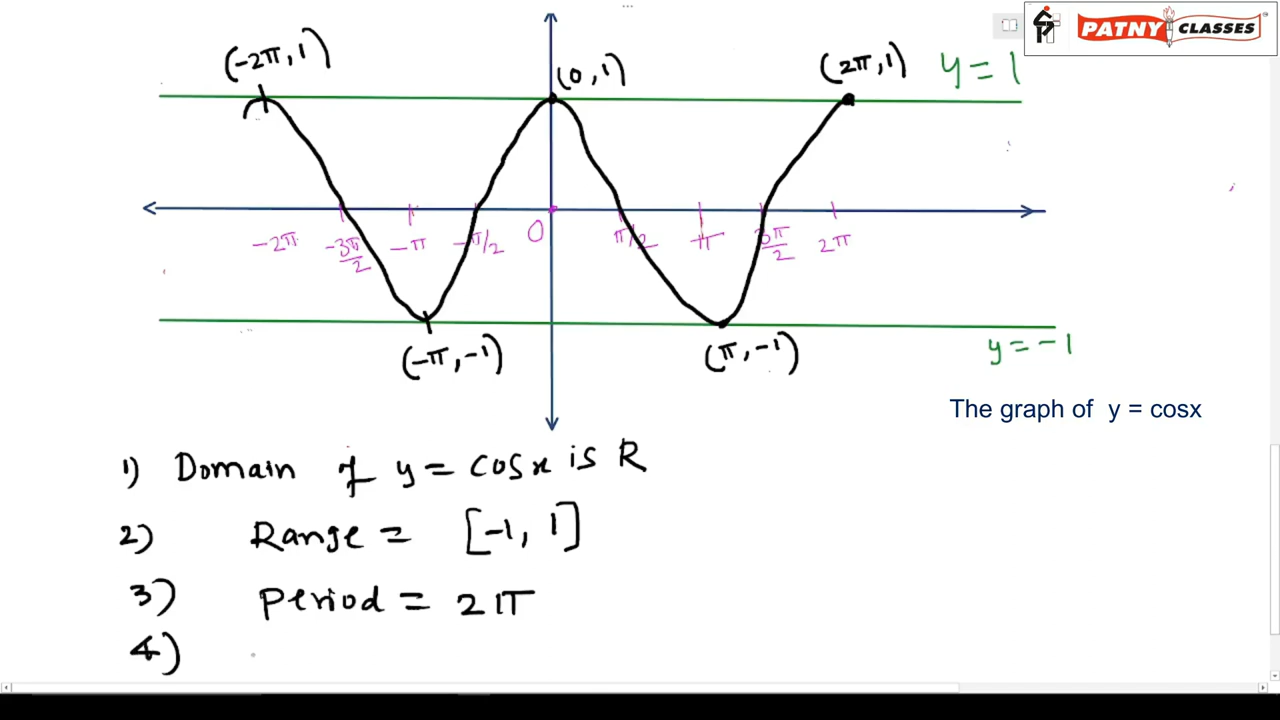 PATNY CLASSES
(-2π, 1)
(0, 1)
(2π, 1)
y = 1
-2π -3π/2 -π -π/2 0 π/2 π 3π/2 2π
(-π, -1)
(π, -1)
y = -1
The graph of y = cosx
1) Domain of y = cosx is R
2) Range = [-1, 1]
3) Period = 2π
4)